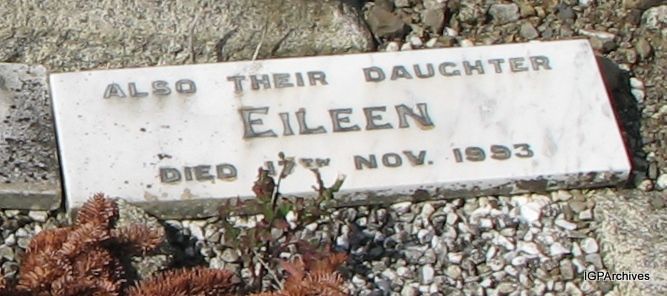 ALSO THEIR DAUGHTER
EILEEN
DIED 17TH NOV. 1993
IGPArchives